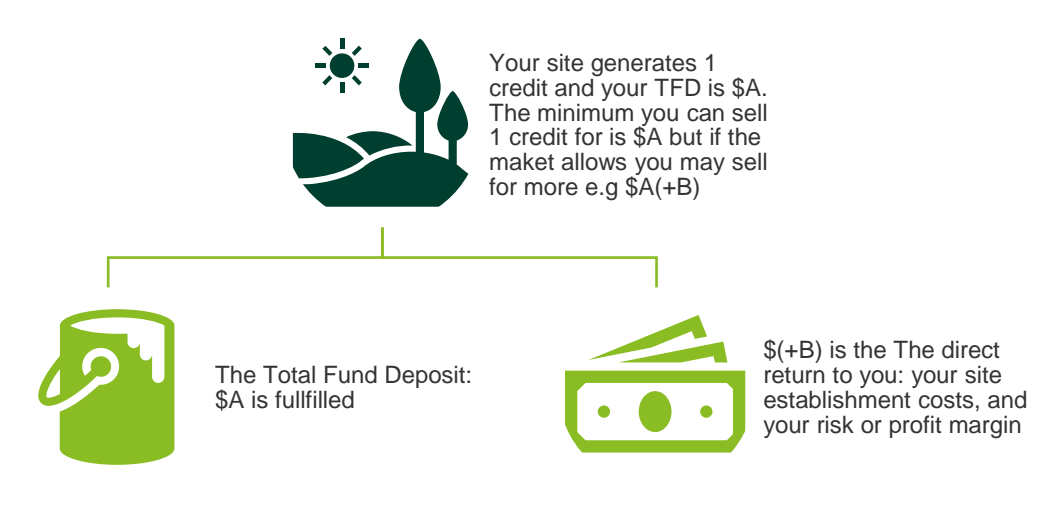 Your site generates 1
credit and your TFD is $A.
The minimum you can sell
1 credit for is $A but if the
maket allows you may sell
for more e.g $A(+B)
The Total Fund Deposit:
$A is fullfilled
$(+B) is the The direct
return to you: your site
establishment costs, and
your risk or profit margin